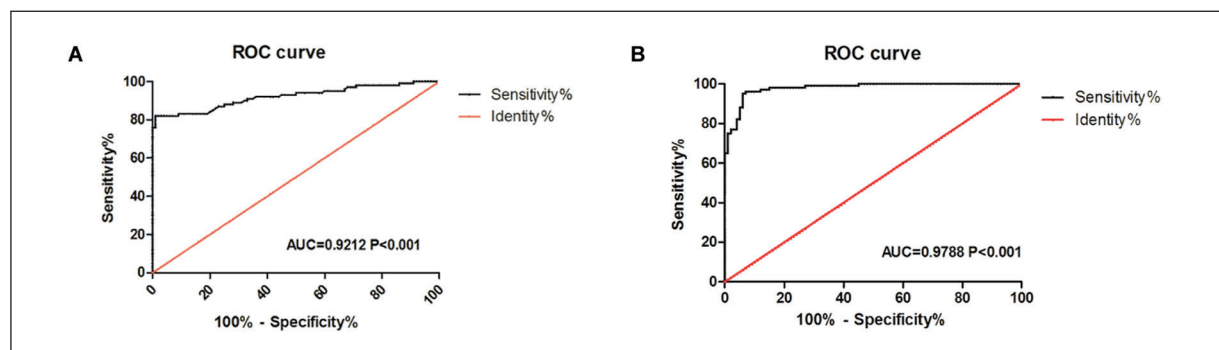 A
ROC curve
Sensitivity%
100
80
60
40
20
0
0
20
40
60
80
100
100% - Specificity%
Sensitivity%
Identity%
AUC=0.9212 P<0.001
B
ROC curve
Sensitivity%
100
80
60
40
20
0
0
20
40
60
80
100
100% - Specificity%
Sensitivity%
Identity%
AUC=0.9788 P<0.001